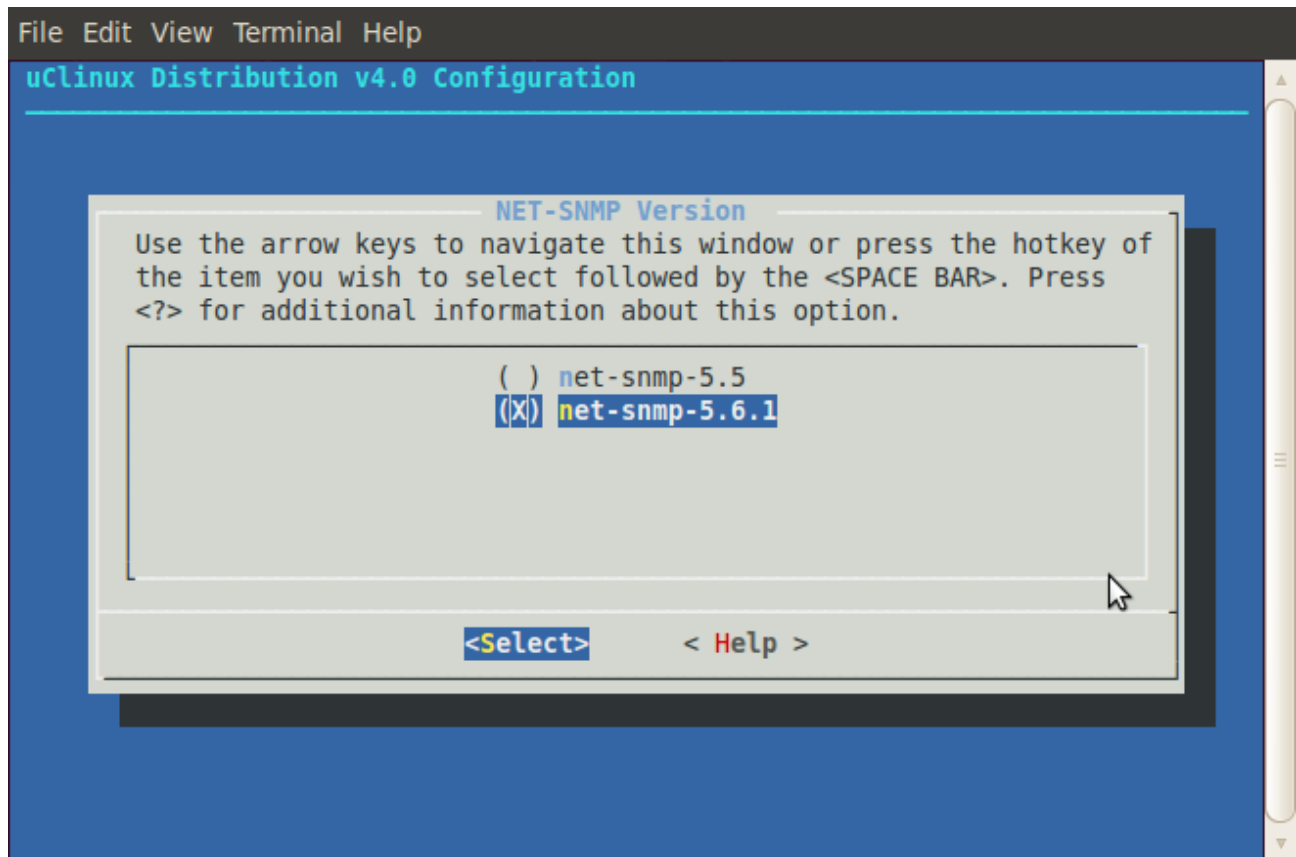 File Edit View Terminal Help
uClinux Distribution v4.0 Configuration
NET-SNMP Version
Use the arrow keys to navigate this window or press the hotkey of
the item you wish to select followed by the <SPACE BAR>. Press
<?> for additional information about this option.
( ) net-snmp-5.5
(X) net-snmp-5.6.1
<Select> < Help >